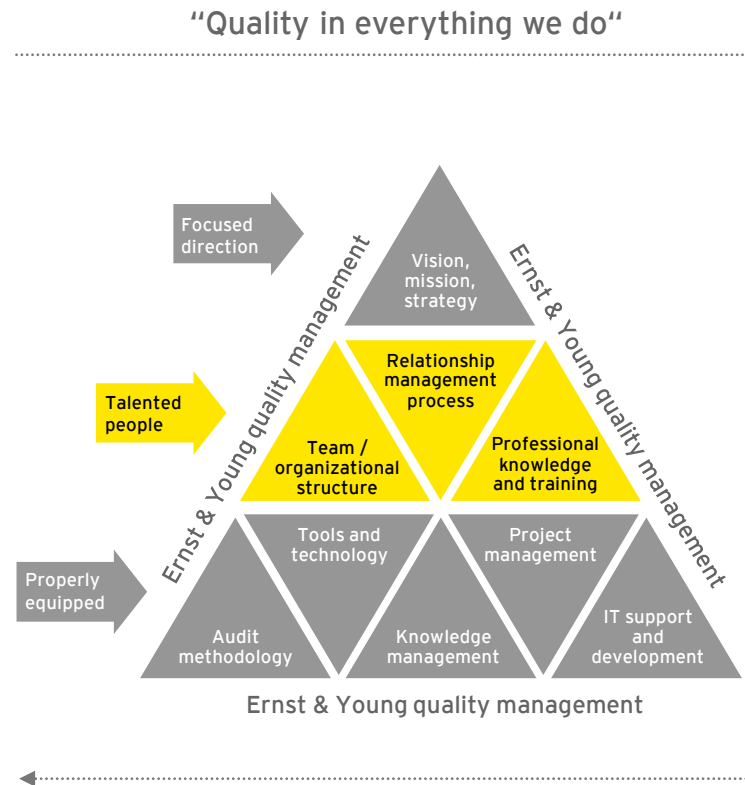 “Quality in everything we do“
Focused
direction
Vision,
mission,
strategy
Ernst & Young quality management
Ernst & Young quality management
Talented
people
Relationship
management
process
Team /
organizational
structure
Professional
knowledge
and training
Properly
equipped
Tools and
technology
Project
management
Audit
methodology
Knowledge
management
IT support
and
development
Ernst & Young quality management